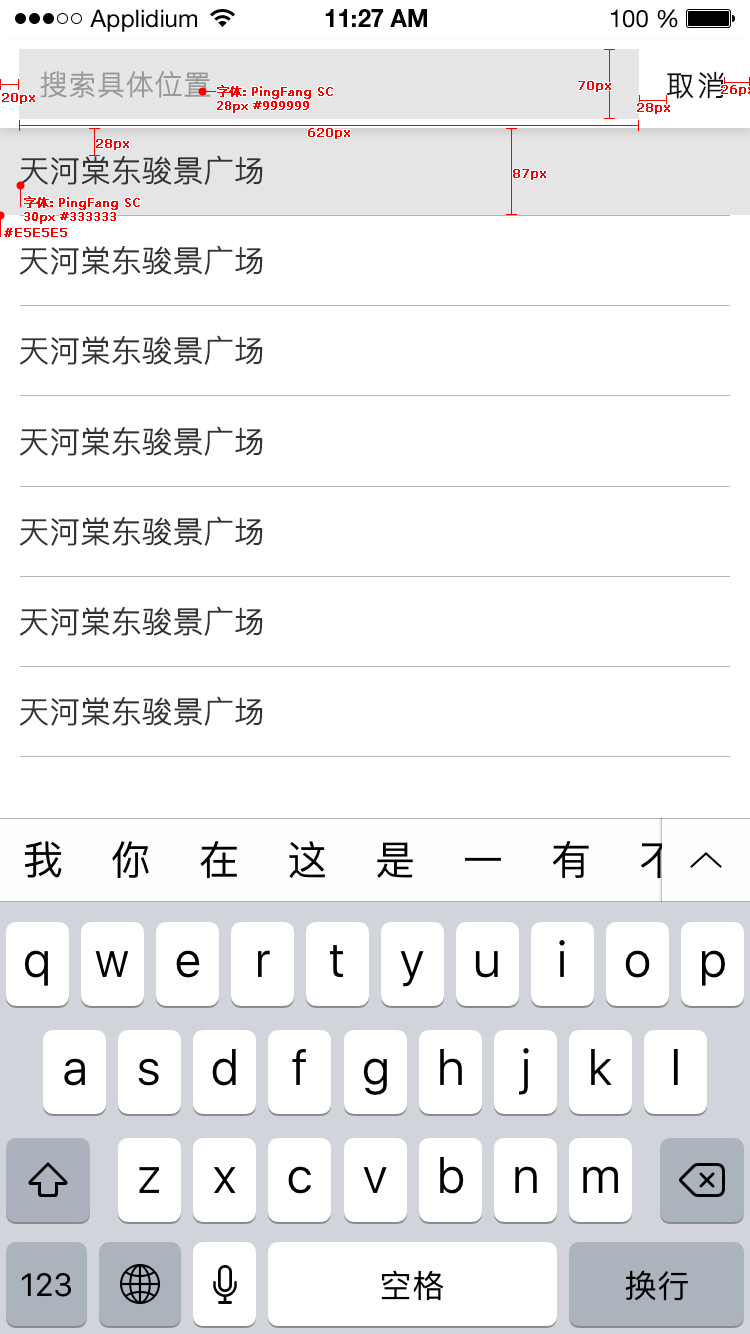 Applidium 11:27 AM 100 %
搜索具体位置 取消
字体: PingFang SC
28px #999999
70px
20px
28px
26px
620px
28px
天河棠东骏景广场
87px
字体: PingFang SC
30px #333333
#E5E5E5
天河棠东骏景广场
天河棠东骏景广场
天河棠东骏景广场
天河棠东骏景广场
天河棠东骏景广场
天河棠东骏景广场
我 你 在 这 是 一 有 不
q w e r t y u i o p
a s d f g h j k l
z x c v b n m
123 空格 换行